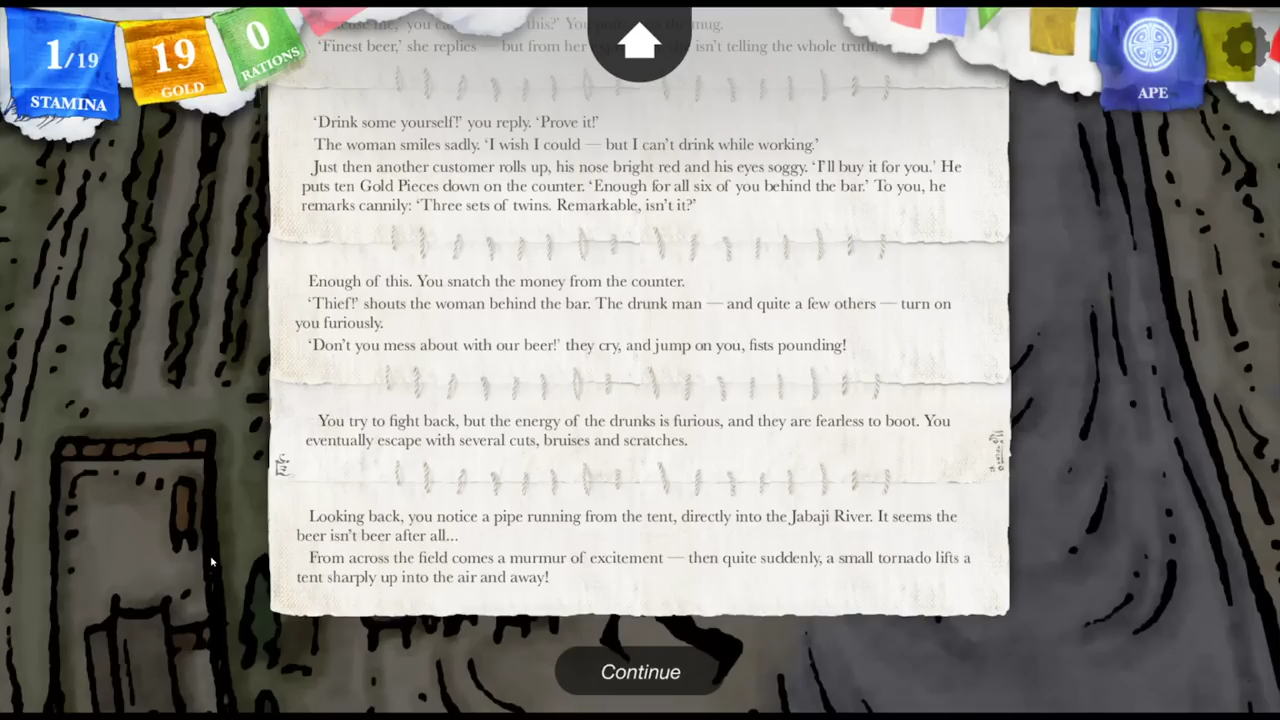 1/19
STAMINA
19
GOLD
0
RATIONS
APE
'Finest beer,' she replies — but from her
isn't telling the whole truth.
'Drink some yourself!' you reply. 'Prove it!'
The woman smiles sadly. 'I wish I could — but I can't drink while working.'
Just then another customer rolls up, his nose bright red and his eyes soggy. 'I'll buy it for you.' He
puts ten Gold Pieces down on the counter. 'Enough for all six of you behind the bar.' To you, he
remarks cannily: 'Three sets of twins. Remarkable, isn't it?'
Enough of this. You snatch the money from the counter.
'Thief!' shouts the woman behind the bar. The drunk man — and quite a few others — turn on
you furiously.
'Don't you mess about with our beer!' they cry, and jump on you, fists pounding!
You try to fight back, but the energy of the drunks is furious, and they are fearless to boot. You
eventually escape with several cuts, bruises and scratches.
Looking back, you notice a pipe running from the tent, directly into the Jabaji River. It seems the
beer isn't beer after all...
From across the field comes a murmur of excitement — then quite suddenly, a small tornado lifts a
tent sharply up into the air and away!
Continue